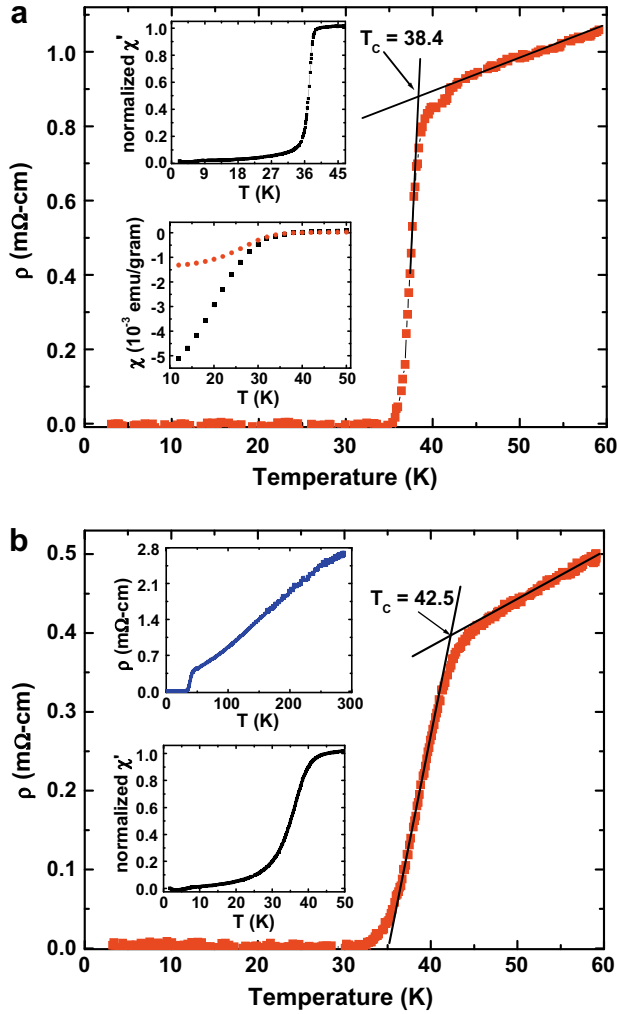 a
T_C = 38.4
normalized χ'
1.0
0.8
0.6
0.4
0.2
0.0
0 9 18 27 36 45
T (K)
χ (10⁻³ emu/gram)
0
-1
-2
-3
-4
-5
10 20 30 40 50
T (K)
ρ (mΩ-cm)
1.0
0.8
0.6
0.4
0.2
0.0
0 10 20 30 40 50 60
Temperature (K)
b
T_C = 42.5
ρ (mΩ-cm)
2.8
2.1
1.4
0.7
0.0
0 100 200 300
T (K)
normalized χ'
1.0
0.8
0.6
0.4
0.2
0.0
0 10 20 30 40 50
T (K)
ρ (mΩ-cm)
0.5
0.4
0.3
0.2
0.1
0.0
0 10 20 30 40 50 60
Temperature (K)